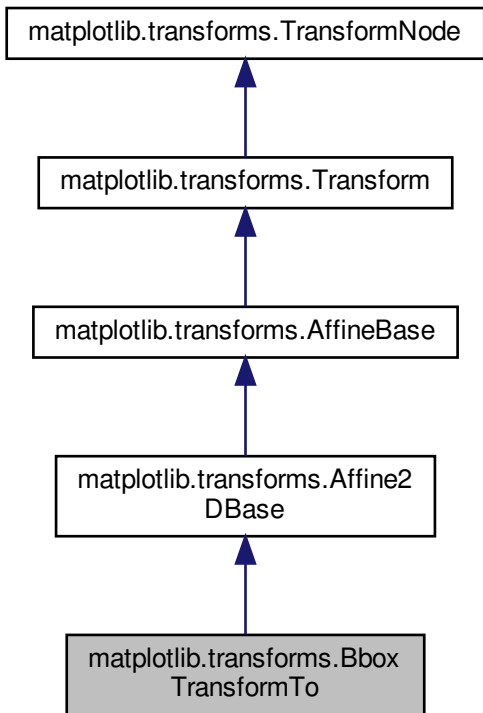 matplotlib.transforms.TransformNode
matplotlib.transforms.Transform
matplotlib.transforms.AffineBase
matplotlib.transforms.Affine2
DBase
matplotlib.transforms.Bbox
TransformTo